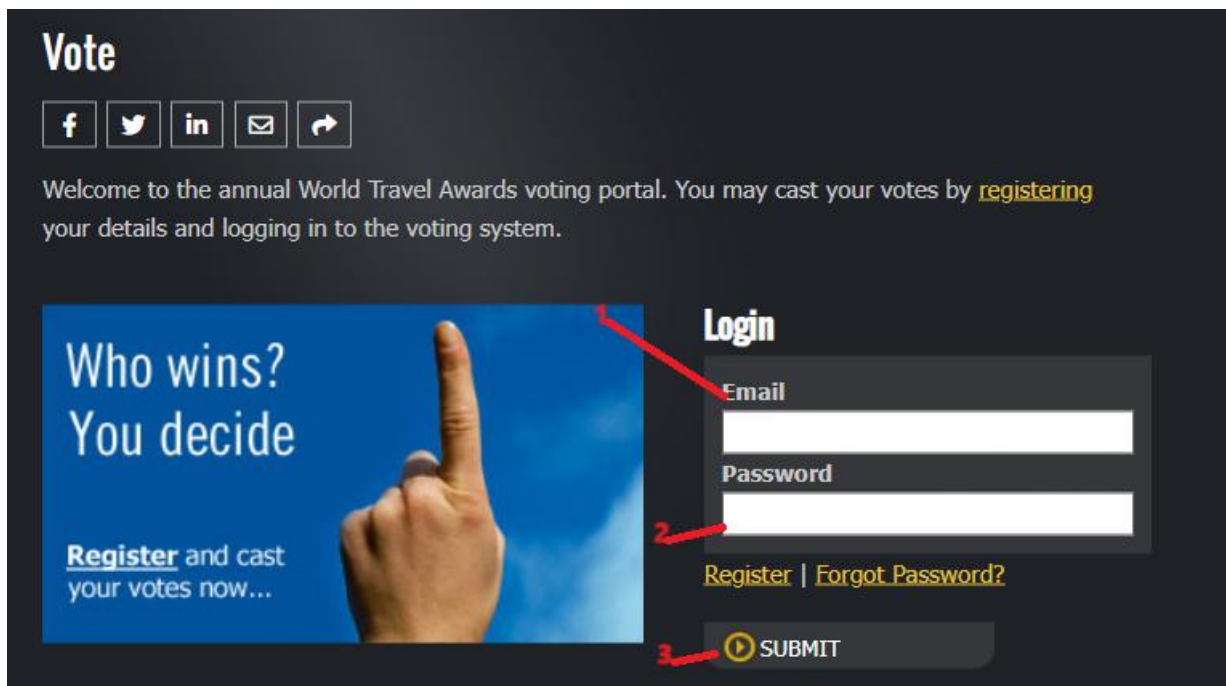 Vote
f in
Welcome to the annual World Travel Awards voting portal. You may cast your votes by registering
your details and logging in to the voting system.
Who wins?
You decide
Register and cast
your votes now...
1
Login
Email
Password
2
Register | Forgot Password?
3
SUBMIT